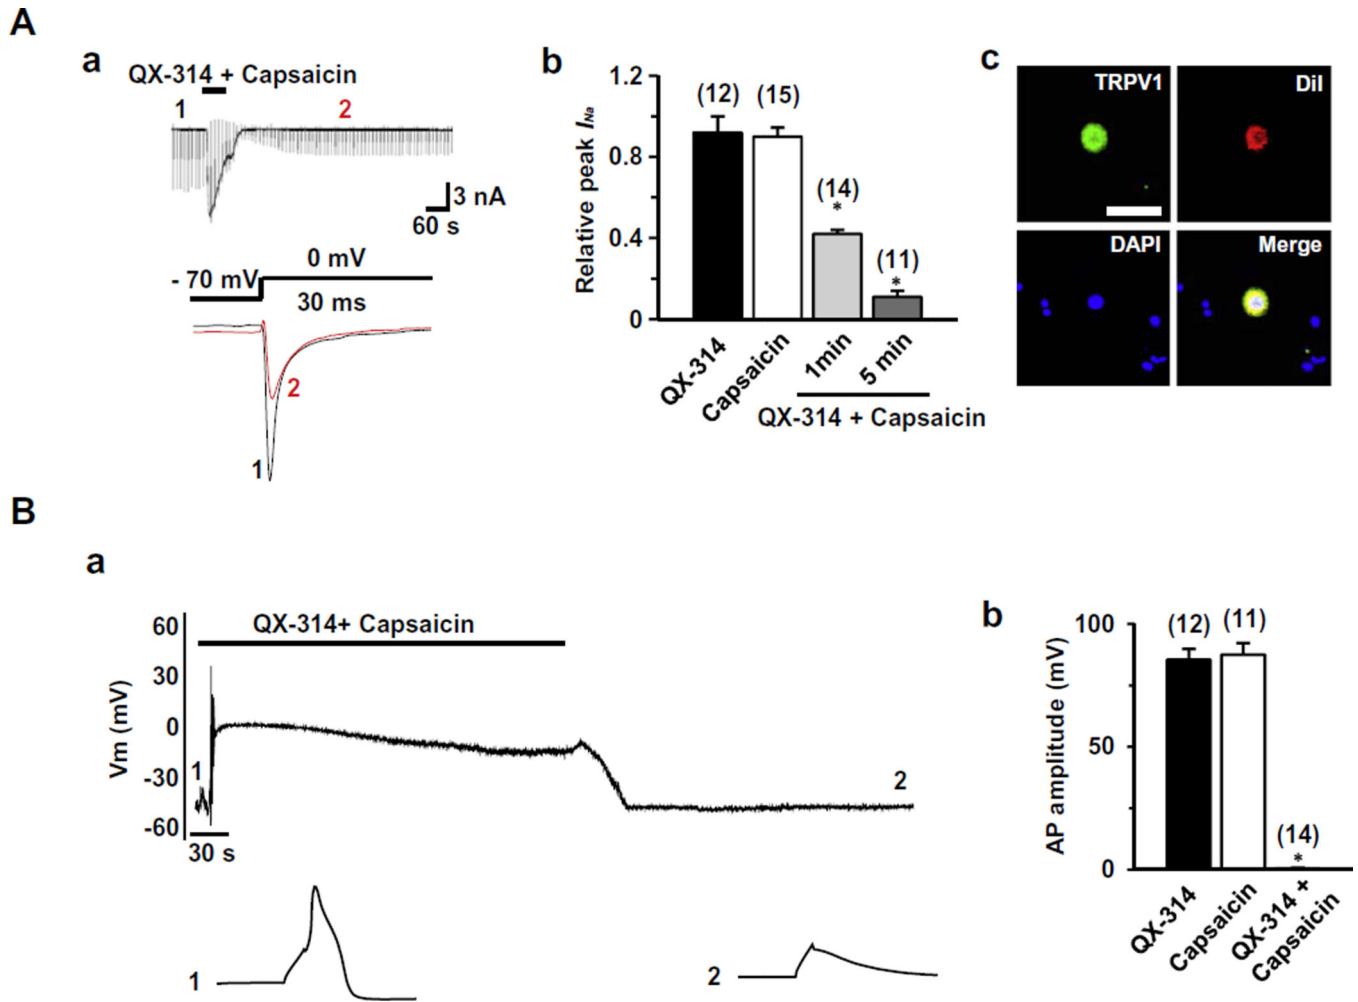 A
a
QX-314 + Capsaicin
1
2
3 nA
60 s
0 mV
- 70 mV
30 ms
2
1
b
Relative peak INa
1.2
0.8
0.4
0
(12)
(15)
(14)
*
(11)
*
QX-314
Capsaicin
1min
5 min
QX-314 + Capsaicin
c
TRPV1
DiI
DAPI
Merge
B
a
QX-314+ Capsaicin
Vm (mV)
60
30
0
-30
-60
1
2
30 s
1
2
b
AP amplitude (mV)
100
50
0
(12)
(11)
(14)
*
QX-314
Capsaicin
QX-314 +
Capsaicin